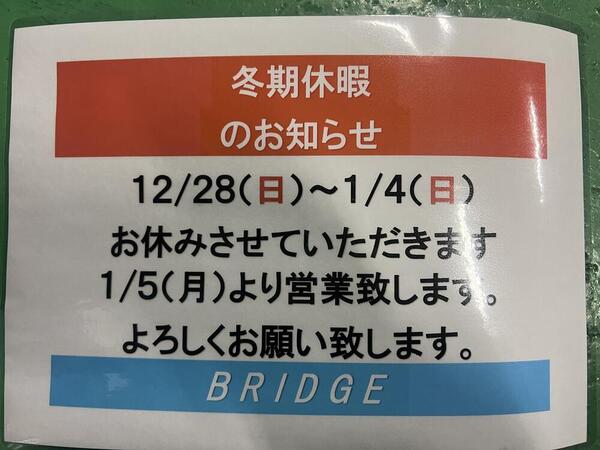 冬期休暇
のお知らせ
12/28(日)～1/4(日)
お休みさせていただきます
1/5(月)より営業致します。
よろしくお願い致します。
BRIDGE